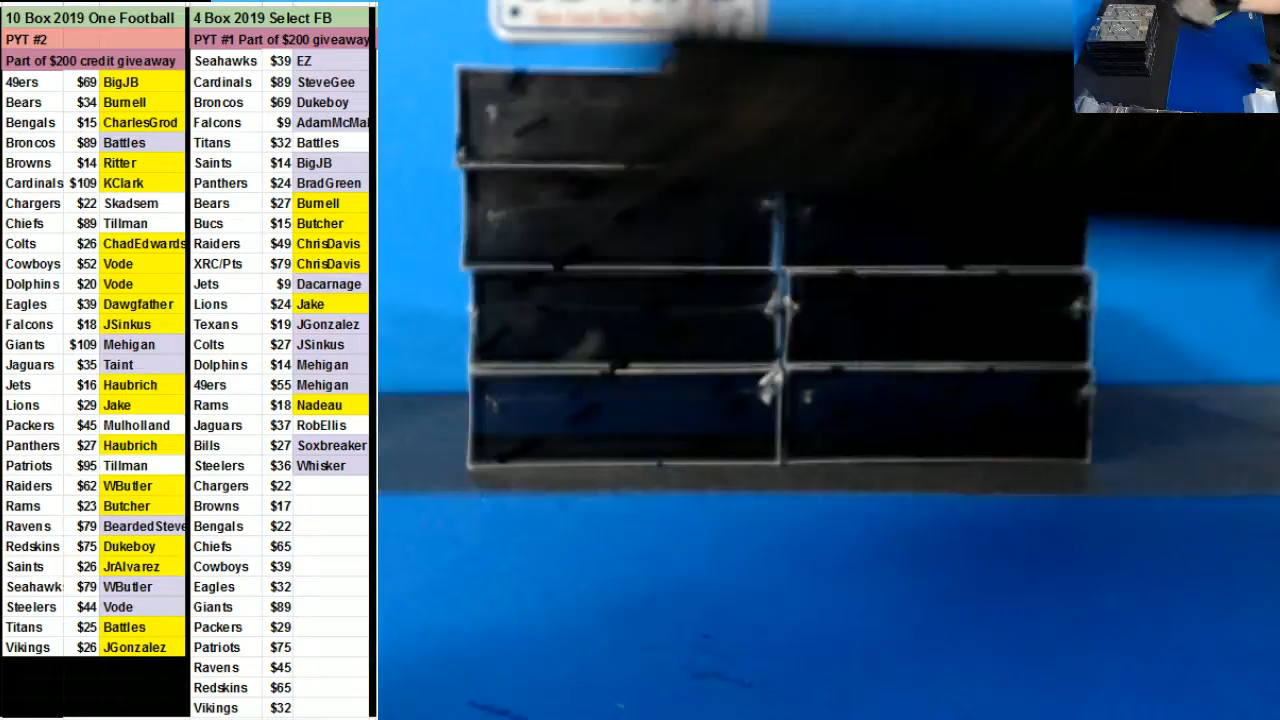 10 Box 2019 One Football
PYT #2
Part of $200 credit giveaway
49ers $69 BigJB
Bears $34 Burnell
Bengals $15 CharlesGrod
Broncos $89 Battles
Browns $14 Ritter
Cardinals $109 KClark
Chargers $22 Skadsem
Chiefs $89 Tillman
Colts $26 ChadEdwards
Cowboys $52 Vode
Dolphins $20 Vode
Eagles $39 Dawgfather
Falcons $18 JSinkus
Giants $109 Mehigan
Jaguars $35 Taint
Jets $16 Haubrich
Lions $29 Jake
Packers $45 Mulholland
Panthers $27 Haubrich
Patriots $95 Tillman
Raiders $62 WButler
Rams $23 Butcher
Ravens $79 BeardedSteve
Redskins $75 Dukeboy
Saints $26 JrAlvarez
Seahawk $79 WButler
Steelers $44 Vode
Titans $25 Battles
Vikings $26 JGonzalez
4 Box 2019 Select FB
PYT #1 Part of $200 giveaway
Seahawks $39 EZ
Cardinals $89 SteveGee
Broncos $69 Dukeboy
Falcons $9 AdamMcMal
Titans $32 Battles
Saints $14 BigJB
Panthers $24 BradGreen
Bears $27 Burnell
Bucs $15 Butcher
Raiders $49 ChrisDavis
XRC/Pts $79 ChrisDavis
Jets $9 Dacarnage
Lions $24 Jake
Texans $19 JGonzalez
Colts $27 JSinkus
Dolphins $14 Mehigan
49ers $55 Mehigan
Rams $18 Nadeau
Jaguars $37 RobEllis
Bills $27 Soxbreaker
Steelers $36 Whisker
Chargers $22
Browns $17
Bengals $22
Chiefs $65
Cowboys $39
Eagles $32
Giants $89
Packers $29
Patriots $75
Ravens $45
Redskins $65
Vikings $32